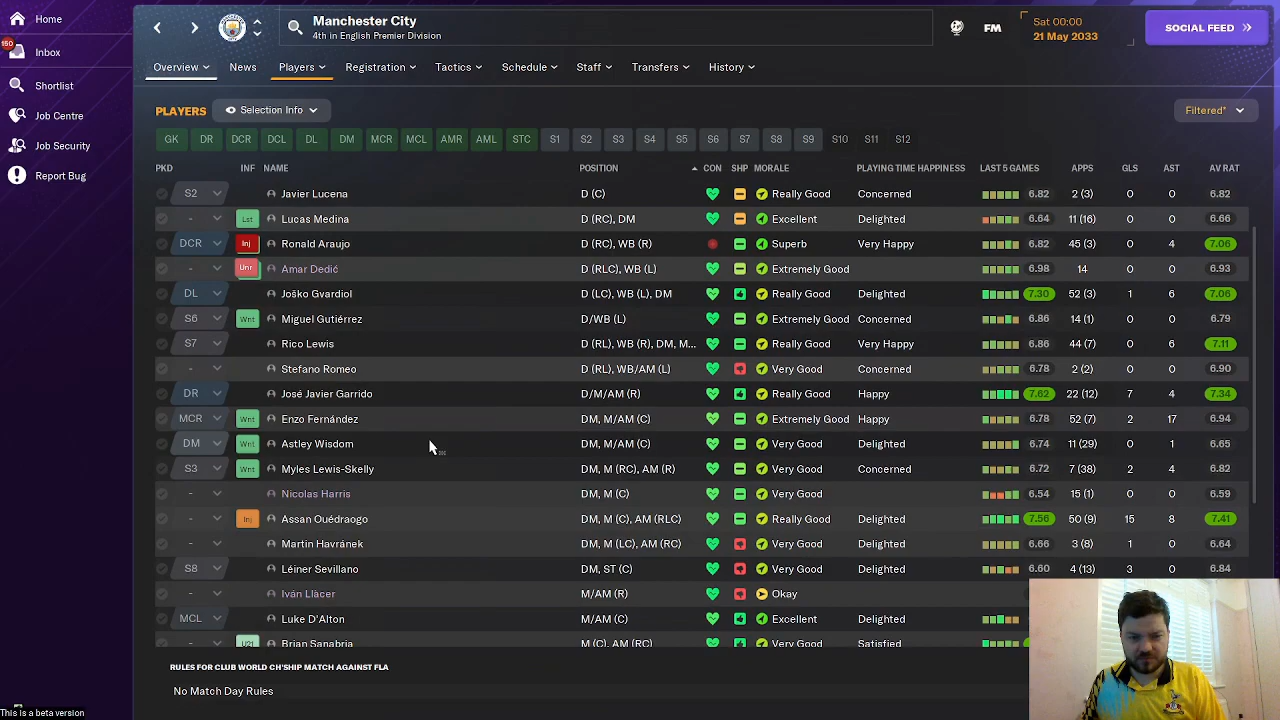 Home
150
Inbox
Shortlist
Job Centre
Job Security
Report Bug
This is a beta version
Manchester City
4th in English Premier Division
FM
Sat 00:00
21 May 2033
SOCIAL FEED
Overview News Players Registration Tactics Schedule Staff Transfers History
PLAYERS Selection Info Filtered*
GK DR DCR DCL DL DM MCR MCL AMR AML STC S1 S2 S3 S4 S5 S6 S7 S8 S9 S10 S11 S12
PKD INF NAME POSITION CON SHP MORALE PLAYING TIME HAPPINESS LAST 5 GAMES APPS GLS AST AV RAT
S2 Javier Lucena D (C) Really Good Concerned 6.82 2 (3) 0 0 6.82
- Lst Lucas Medina D (RC), DM Excellent Delighted 6.64 11 (16) 0 0 6.66
DCR Inj Ronald Araujo D (RC), WB (R) Superb Very Happy 6.82 45 (3) 0 4 7.06
- Unr Amar Dedić D (RLC), WB (L) Extremely Good 6.98 14 0 0 6.93
DL Joško Gvardiol D (LC), WB (L), DM Really Good Delighted 7.30 52 (3) 1 6 7.06
S6 Wnt Miguel Gutiérrez D/WB (L) Extremely Good Concerned 6.86 14 (1) 0 0 6.79
S7 Rico Lewis D (RL), WB (R), DM, M... Really Good Very Happy 6.86 44 (7) 0 6 7.11
- Stefano Romeo D (RL), WB/AM (L) Very Good Concerned 6.78 2 (2) 0 0 6.90
DR José Javier Garrido D/M/AM (R) Really Good Happy 7.62 22 (12) 7 4 7.34
MCR Wnt Enzo Fernández DM, M/AM (C) Extremely Good Happy 6.78 52 (7) 2 17 6.94
DM Wnt Astley Wisdom DM, M/AM (C) Very Good Delighted 6.74 11 (29) 0 1 6.65
S3 Wnt Myles Lewis-Skelly DM, M (RC), AM (R) Very Good Concerned 6.72 7 (38) 2 4 6.82
- Nicolas Harris DM, M (C) Very Good 6.54 15 (1) 0 0 6.59
- Inj Assan Ouédraogo DM, M (C), AM (RLC) Really Good Delighted 7.56 50 (9) 15 8 7.41
- Martin Havránek DM, M (LC), AM (RC) Very Good Delighted 6.66 3 (8) 1 0 6.64
S8 Léiner Sevillano DM, ST (C) Very Good Delighted 6.60 4 (13) 3 0 6.84
- Iván Llàcer M/AM (R) Okay
MCL Luke D'Alton M/AM (C) Excellent Delighted
U21 Brian Sanabria M (C), AM (RC) Very Good Satisfied
RULES FOR CLUB WORLD CH'SHIP MATCH AGAINST FLA
No Match Day Rules